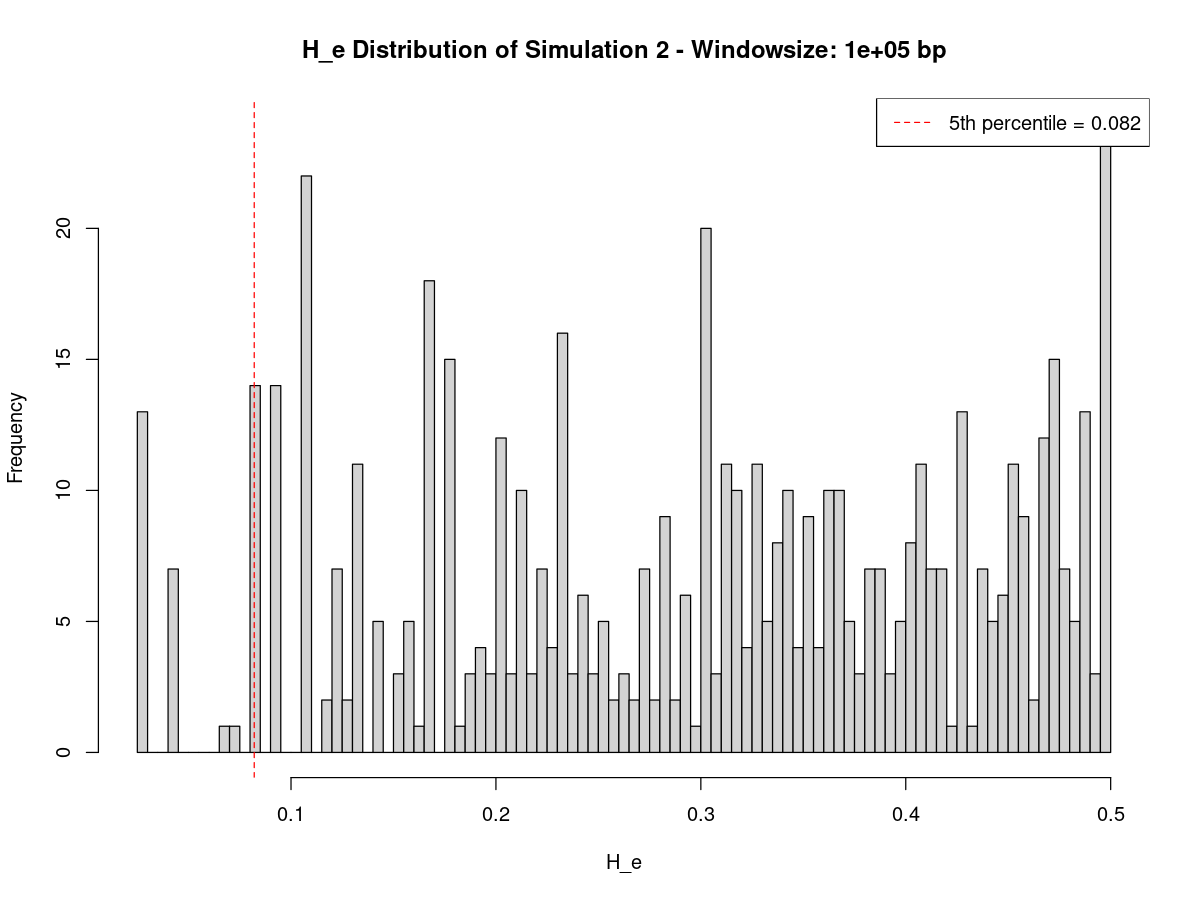 H_e Distribution of Simulation 2 - Windowsize: 1e+05 bp
5th percentile = 0.082
Frequency
20
15
10
5
0
0.1 0.2 0.3 0.4 0.5
H_e